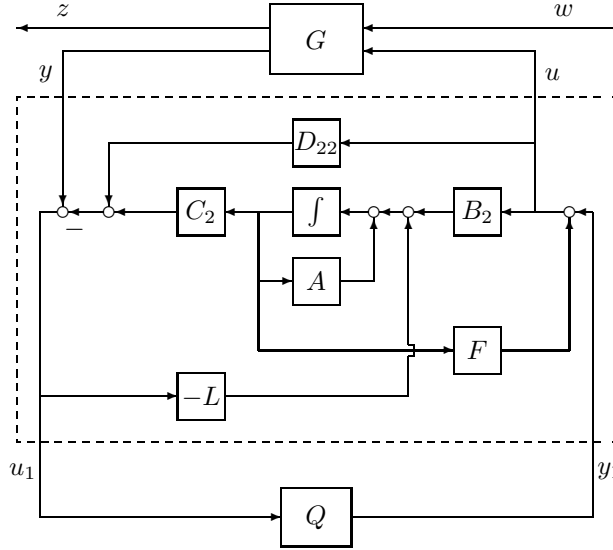 z
w
G
y
u
D₂₂
C₂
∫
B₂
−
A
F
−L
u₁
y₁
Q